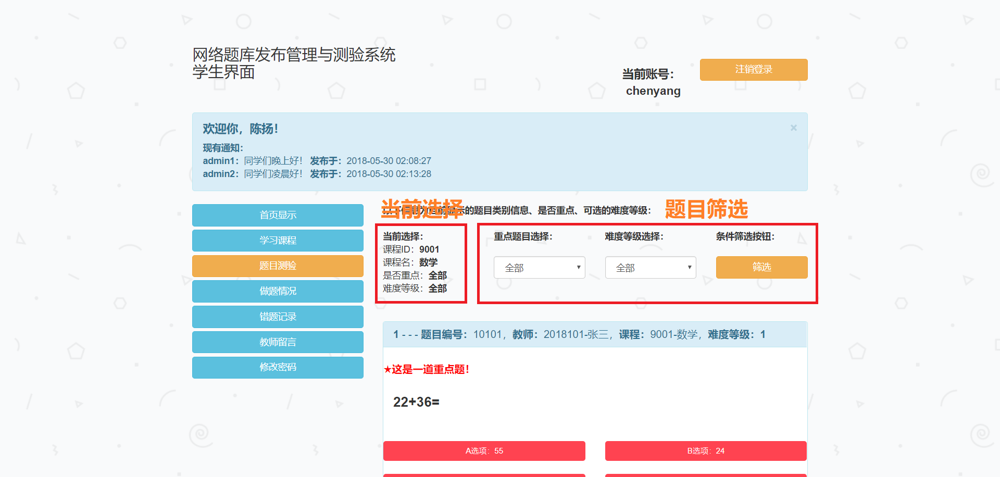 网络题库发布管理与测验系统
学生界面
当前账号：
chenyang
注销登录
欢迎你，陈扬！
×
现有通知：
admin1：同学们晚上好！ 发布于：2018-05-30 02:08:27
admin2：同学们凌晨好！ 发布于：2018-05-30 02:13:28
首页显示
学习课程
题目测验
做题情况
错题记录
教师留言
修改密码
当前选择
题目筛选
以下信息为当前显示的题目类别信息、是否重点、可选的难度等级：
当前选择：
课程ID：9001
课程名：数学
是否重点：全部
难度等级：全部
重点题目选择：
全部
难度等级选择：
全部
条件筛选按钮：
筛选
1 - - - 题目编号：10101，教师：2018101-张三，课程：9001-数学，难度等级：1
★这是一道重点题！
22+36=
A选项：55
B选项：24